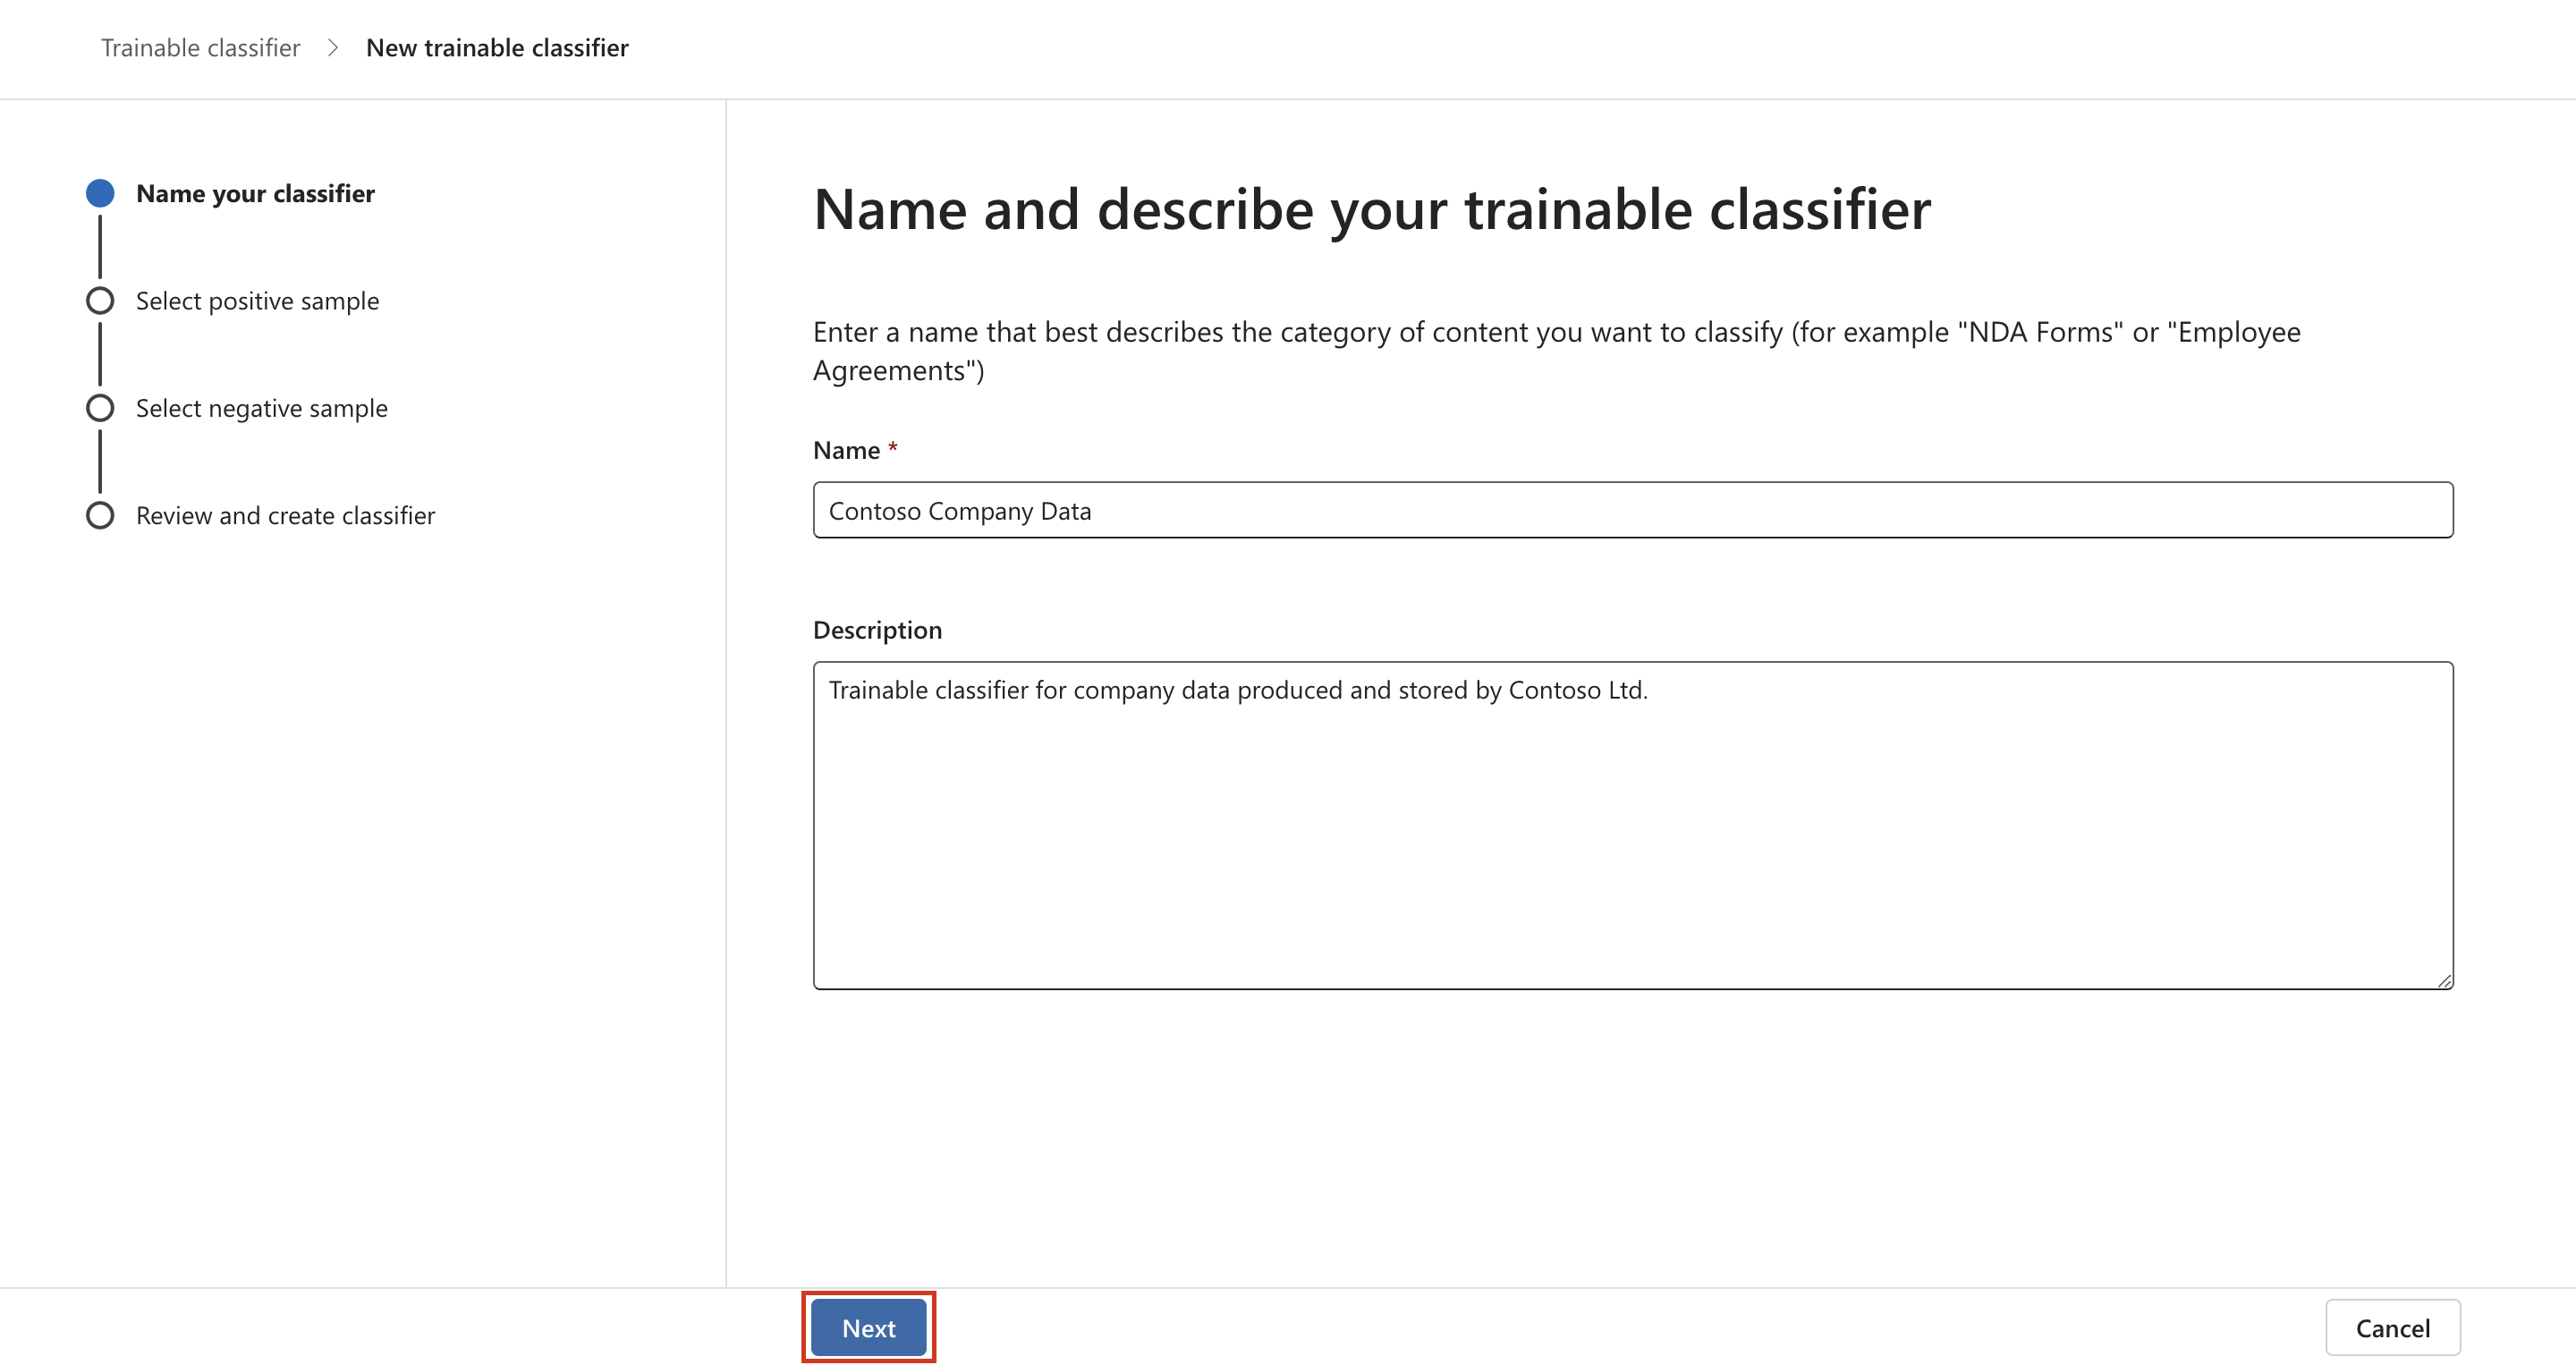 Trainable classifier > New trainable classifier
Name your classifier
Select positive sample
Select negative sample
Review and create classifier
Name and describe your trainable classifier
Enter a name that best describes the category of content you want to classify (for example "NDA Forms" or "Employee
Agreements")
Name *
Contoso Company Data
Description
Trainable classifier for company data produced and stored by Contoso Ltd.
Next
Cancel